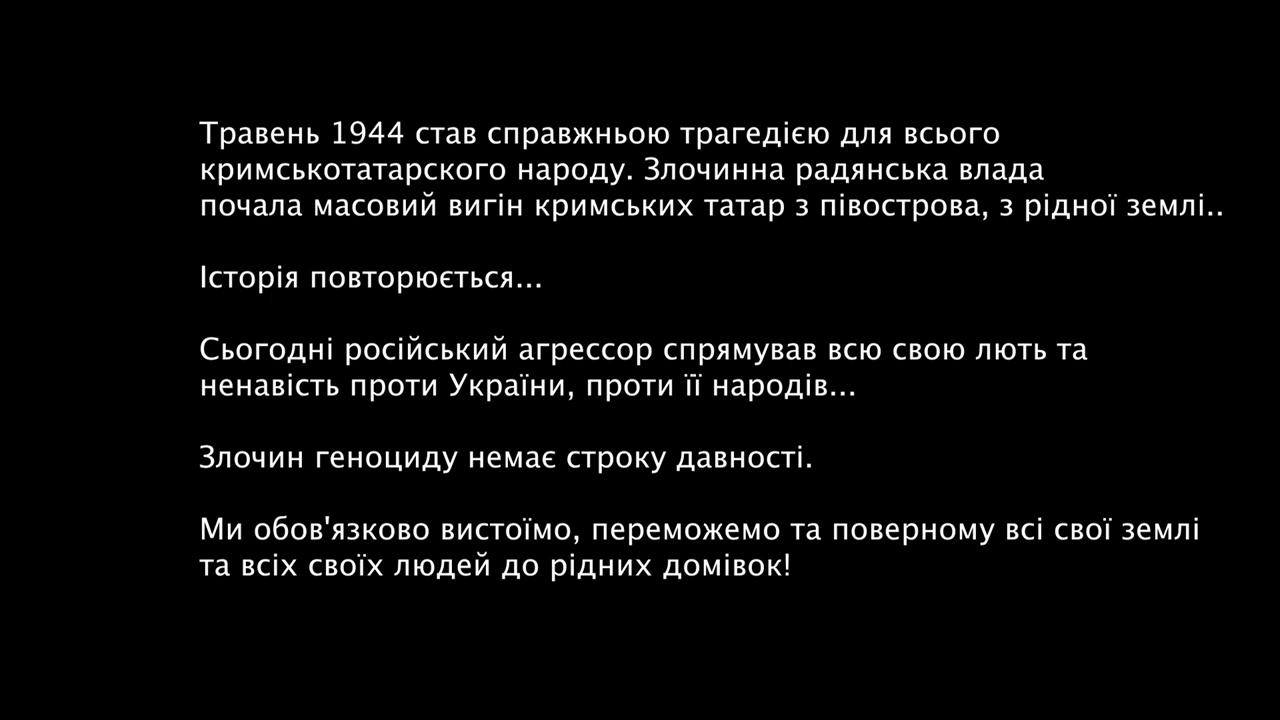 Травень 1944 став справжньою трагедією для всього
кримськотатарского народу. Злочинна радянська влада
почала масовий вигін кримських татар з півострова, з рідної землі..
Історія повторюється...
Сьогодні російський агрессор спрямував всю свою лють та
ненавість проти України, проти її народів...
Злочин геноциду немає строку давності.
Ми обов'язково вистоїмо, переможемо та поверному всі свої землі
та всіх своїх людей до рідних домівок!